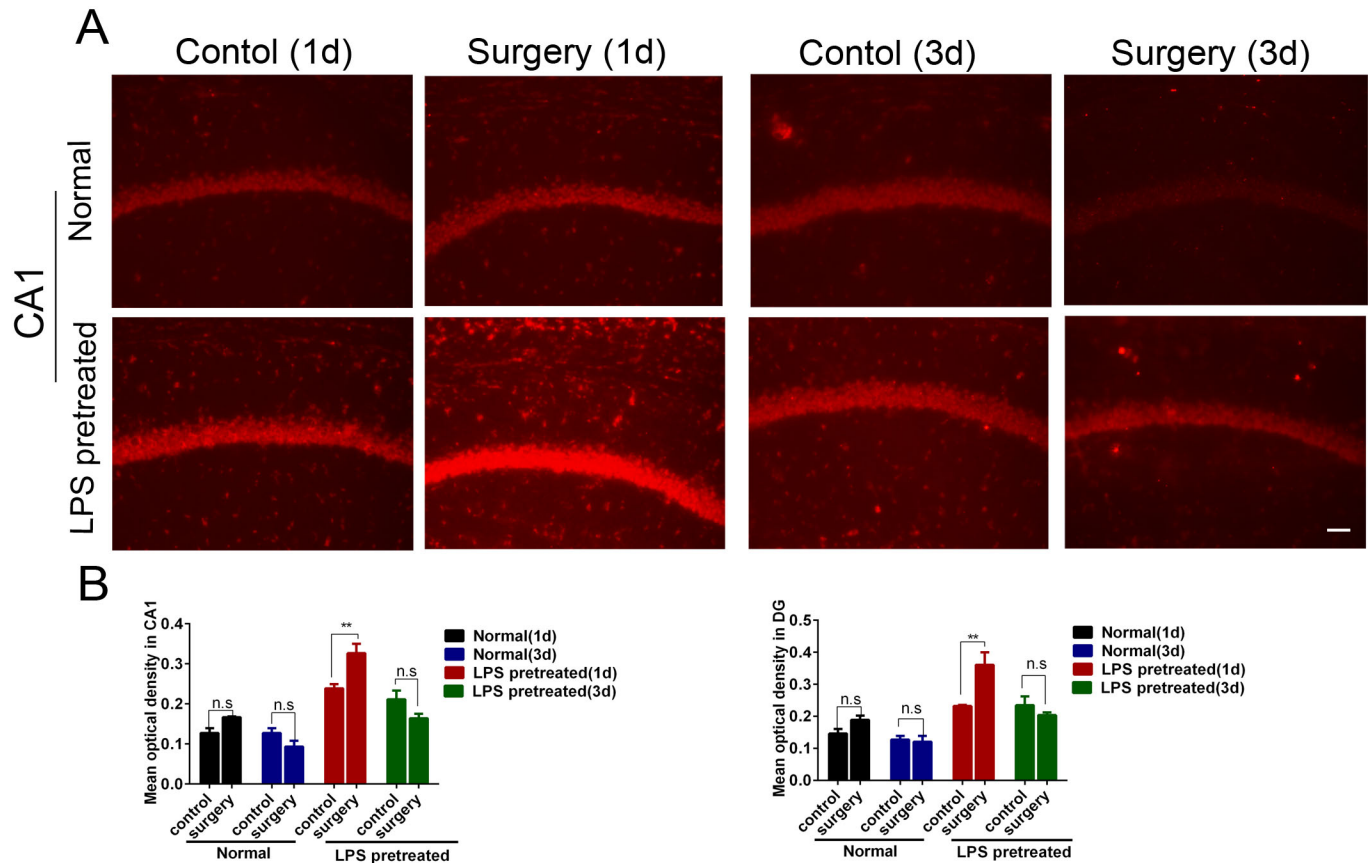 A
Contol (1d)
Surgery (1d)
Contol (3d)
Surgery (3d)
CA1
Normal
LPS pretreated
B
Mean optical density in CA1
0.4
0.3
0.2
0.1
0.0
n.s
n.s
**
n.s
control
surgery
control
surgery
control
surgery
control
surgery
Normal
LPS pretreated
Normal(1d)
Normal(3d)
LPS pretreated(1d)
LPS pretreated(3d)
Mean optical density in DG
0.5
0.4
0.3
0.2
0.1
0.0
n.s
n.s
**
n.s
control
surgery
control
surgery
control
surgery
control
surgery
Normal
LPS pretreated
Normal(1d)
Normal(3d)
LPS pretreated(1d)
LPS pretreated(3d)